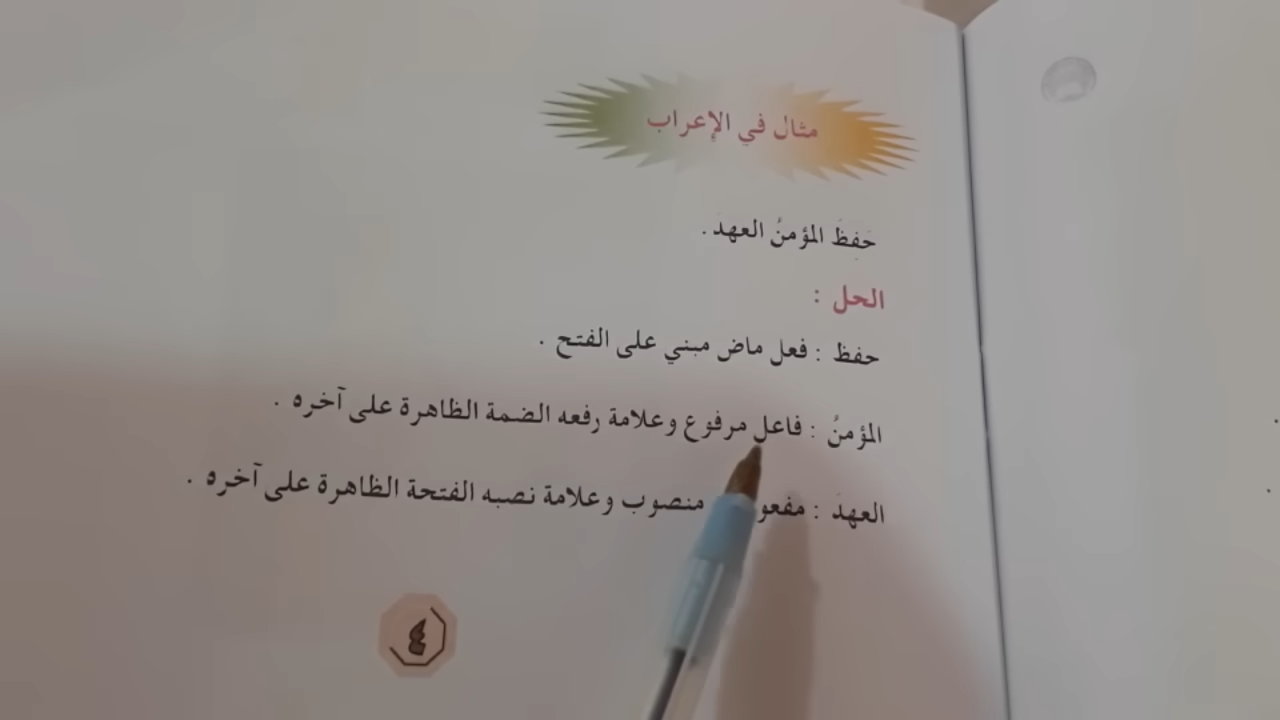 مثال في الإعراب
حَفِظَ المؤمنُ العهدَ .
الحل :
حفظ : فعل ماض مبني على الفتح .
المؤمنُ : فاعل مرفوع وعلامة رفعه الضمة الظاهرة على آخره .
العهدَ : منصوب وعلامة نصبه الفتحة الظاهرة على آخره .
٤